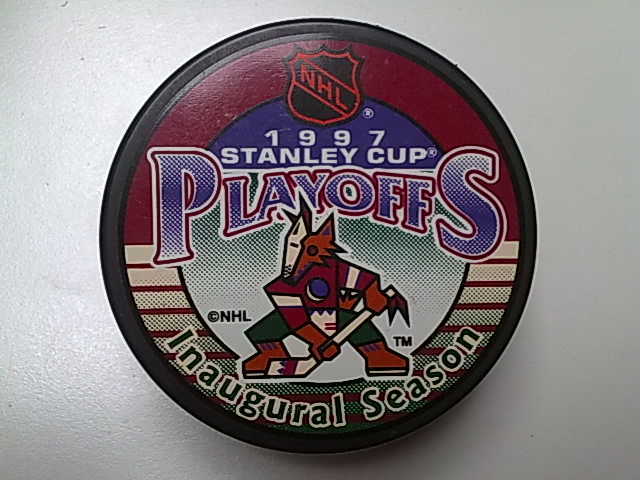 NHL
®
1997
STANLEY CUP®
PLAYOFFS
©NHL
TM
Inaugural Season